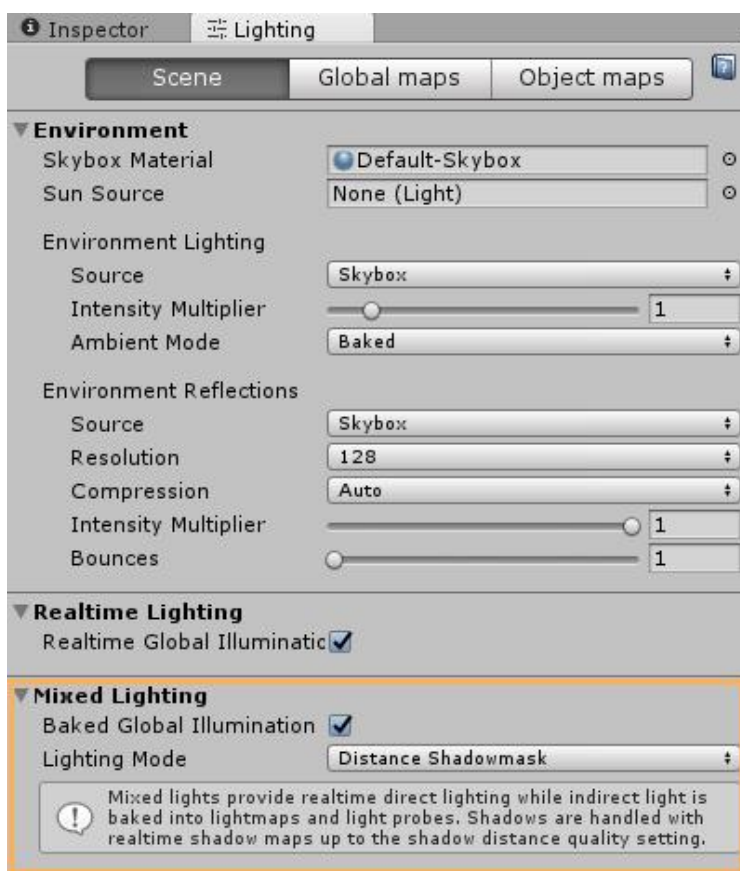 Inspector Lighting
Scene Global maps Object maps
Environment
Skybox Material Default-Skybox
Sun Source None (Light)
Environment Lighting
Source Skybox
Intensity Multiplier 1
Ambient Mode Baked
Environment Reflections
Source Skybox
Resolution 128
Compression Auto
Intensity Multiplier 1
Bounces 1
Realtime Lighting
Realtime Global Illuminatic
Mixed Lighting
Baked Global Illumination
Lighting Mode Distance Shadowmask
Mixed lights provide realtime direct lighting while indirect light is
baked into lightmaps and light probes. Shadows are handled with
realtime shadow maps up to the shadow distance quality setting.